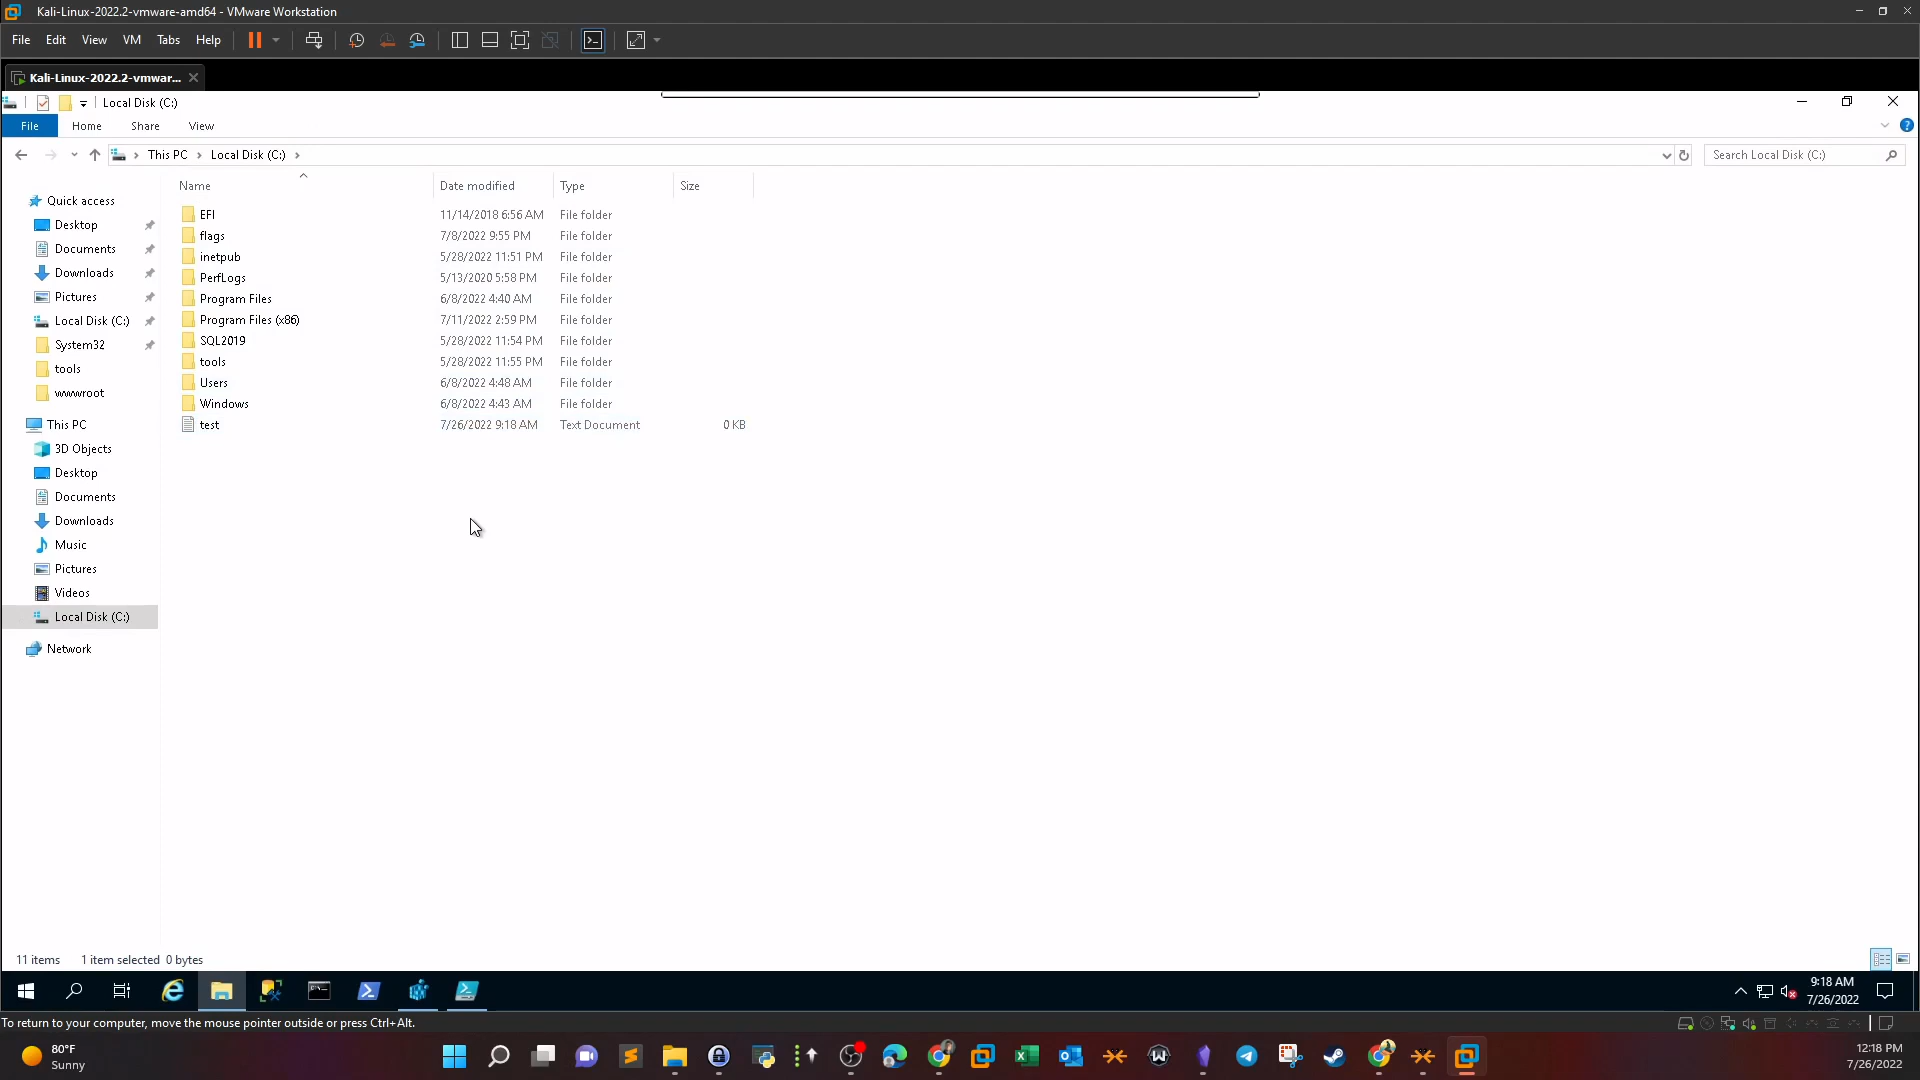 Kali-Linux-2022.2-vmware-amd64 - VMware Workstation
File Edit View VM Tabs Help
Kali-Linux-2022.2-vmwar...
Local Disk (C:)
File Home Share View
This PC Local Disk (C:)
Search Local Disk (C:)
Name Date modified Type Size
Quick access
Desktop
Documents
Downloads
Pictures
Local Disk (C:)
System32
tools
wwwroot
This PC
3D Objects
Desktop
Documents
Downloads
Music
Pictures
Videos
Local Disk (C:)
Network
EFI 11/14/2018 6:56 AM File folder
flags 7/8/2022 9:55 PM File folder
inetpub 5/28/2022 11:51 PM File folder
PerfLogs 5/13/2020 5:58 PM File folder
Program Files 6/8/2022 4:40 AM File folder
Program Files (x86) 7/11/2022 2:59 PM File folder
SQL2019 5/28/2022 11:54 PM File folder
tools 5/28/2022 11:55 PM File folder
Users 6/8/2022 4:48 AM File folder
Windows 6/8/2022 4:43 AM File folder
test 7/26/2022 9:18 AM Text Document 0 KB
11 items 1 item selected 0 bytes
9:18 AM
7/26/2022
To return to your computer, move the mouse pointer outside or press Ctrl+Alt.
80°F
Sunny
12:18 PM
7/26/2022